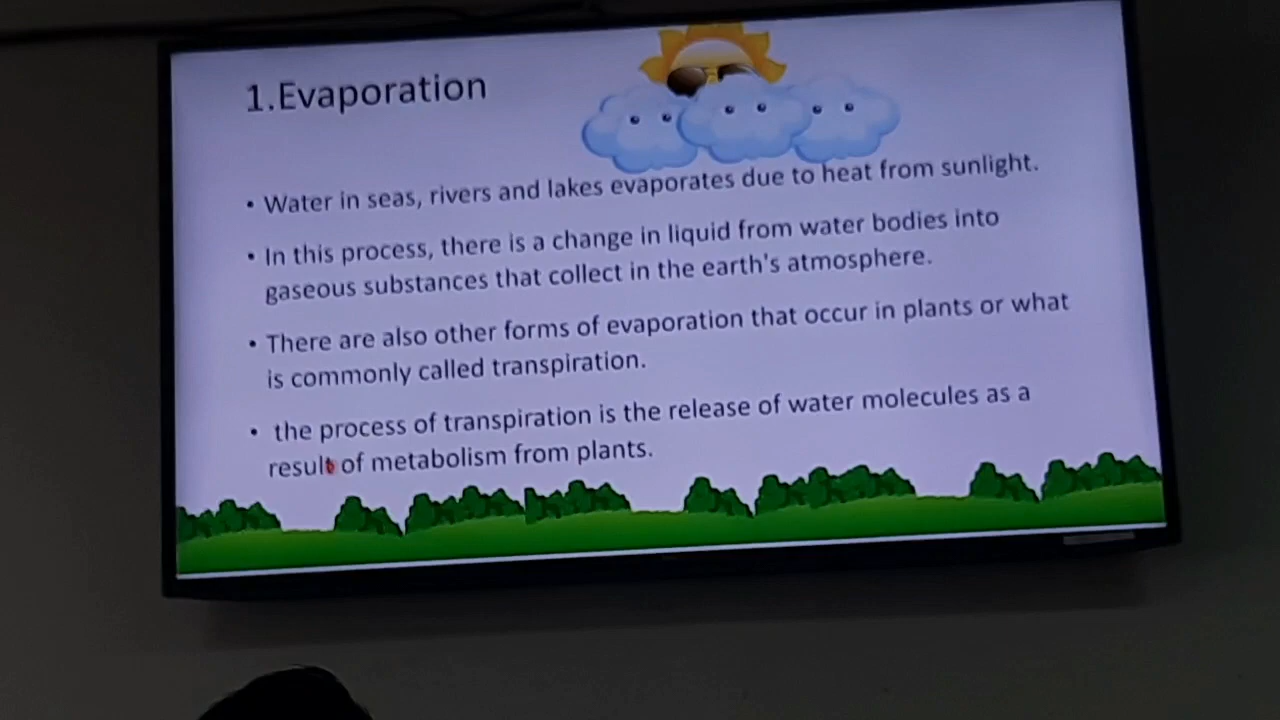 1.Evaporation
• Water in seas, rivers and lakes evaporates due to heat from sunlight.
• In this process, there is a change in liquid from water bodies into
gaseous substances that collect in the earth's atmosphere.
• There are also other forms of evaporation that occur in plants or what
is commonly called transpiration.
• the process of transpiration is the release of water molecules as a
result of metabolism from plants.